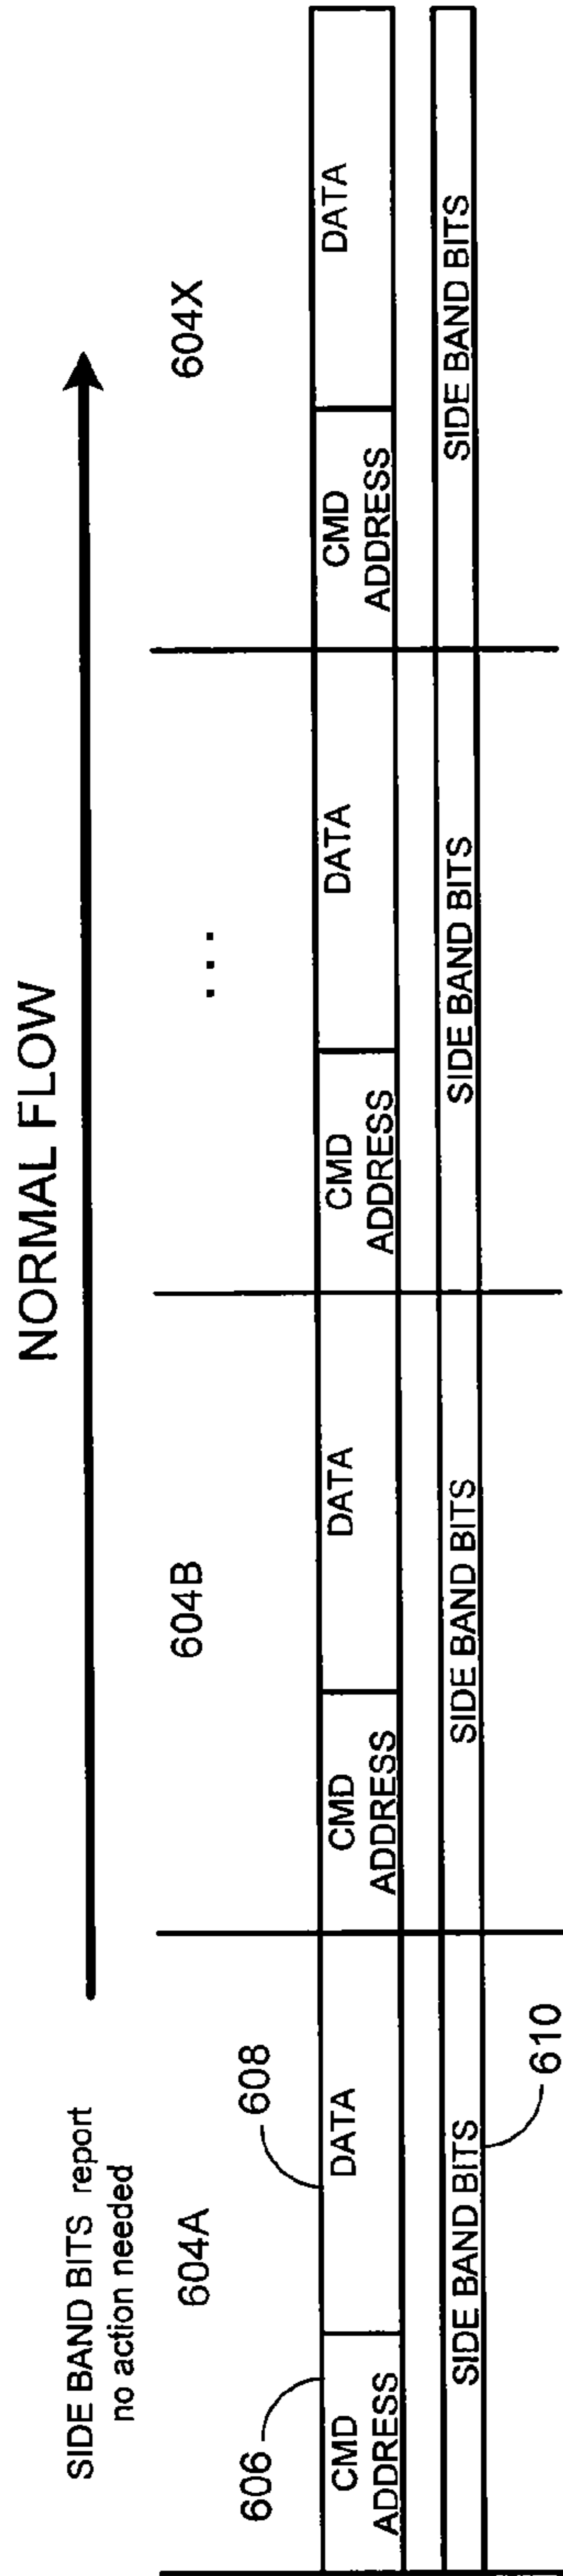 NORMAL FLOW
SIDE BAND BITS report
no action needed
604A
604B
...
604X
606
608
CMD
ADDRESS
DATA
CMD
ADDRESS
DATA
CMD
ADDRESS
DATA
CMD
ADDRESS
DATA
SIDE BAND BITS
SIDE BAND BITS
SIDE BAND BITS
SIDE BAND BITS
610